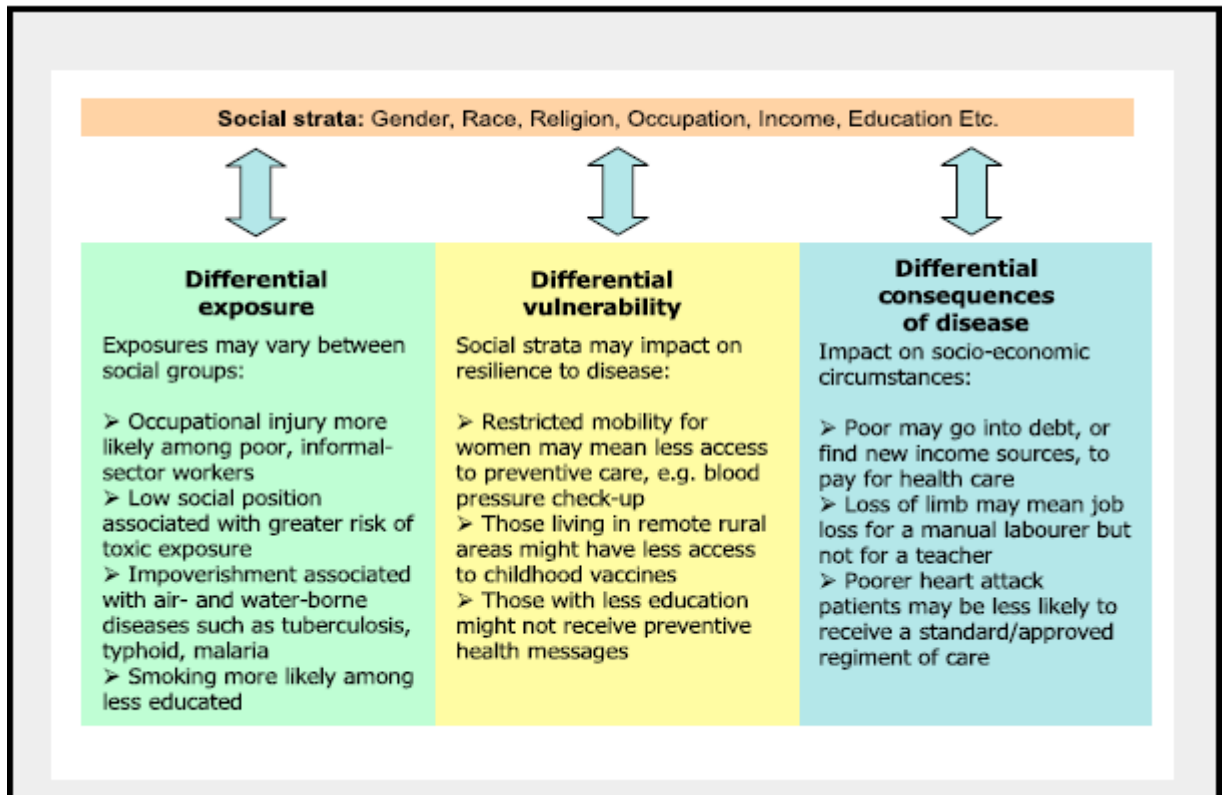 Social strata: Gender, Race, Religion, Occupation, Income, Education Etc.
Differential
exposure
Exposures may vary between
social groups:
➢ Occupational injury more
likely among poor, informal-
sector workers
➢ Low social position
associated with greater risk of
toxic exposure
➢ Impoverishment associated
with air- and water-borne
diseases such as tuberculosis,
typhoid, malaria
➢ Smoking more likely among
less educated
Differential
vulnerability
Social strata may impact on
resilience to disease:
➢ Restricted mobility for
women may mean less access
to preventive care, e.g. blood
pressure check-up
➢ Those living in remote rural
areas might have less access
to childhood vaccines
➢ Those with less education
might not receive preventive
health messages
Differential
consequences
of disease
Impact on socio-economic
circumstances:
➢ Poor may go into debt, or
find new income sources, to
pay for health care
➢ Loss of limb may mean job
loss for a manual labourer but
not for a teacher
➢ Poorer heart attack
patients may be less likely to
receive a standard/approved
regiment of care